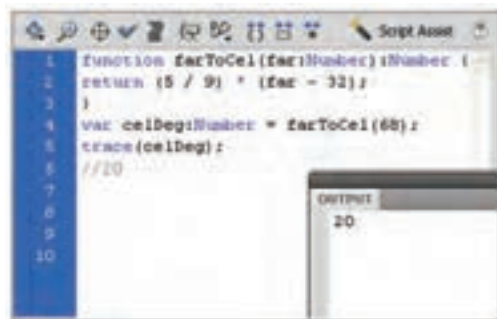 Script Assist
1 function farToCel(far:Number):Number {
2 return (5 / 9) * (far - 32);
3 }
4 var celDeg:Number = farToCel(68);
5 trace(celDeg);
6 //20
7
8
9
10
OUTPUT
20